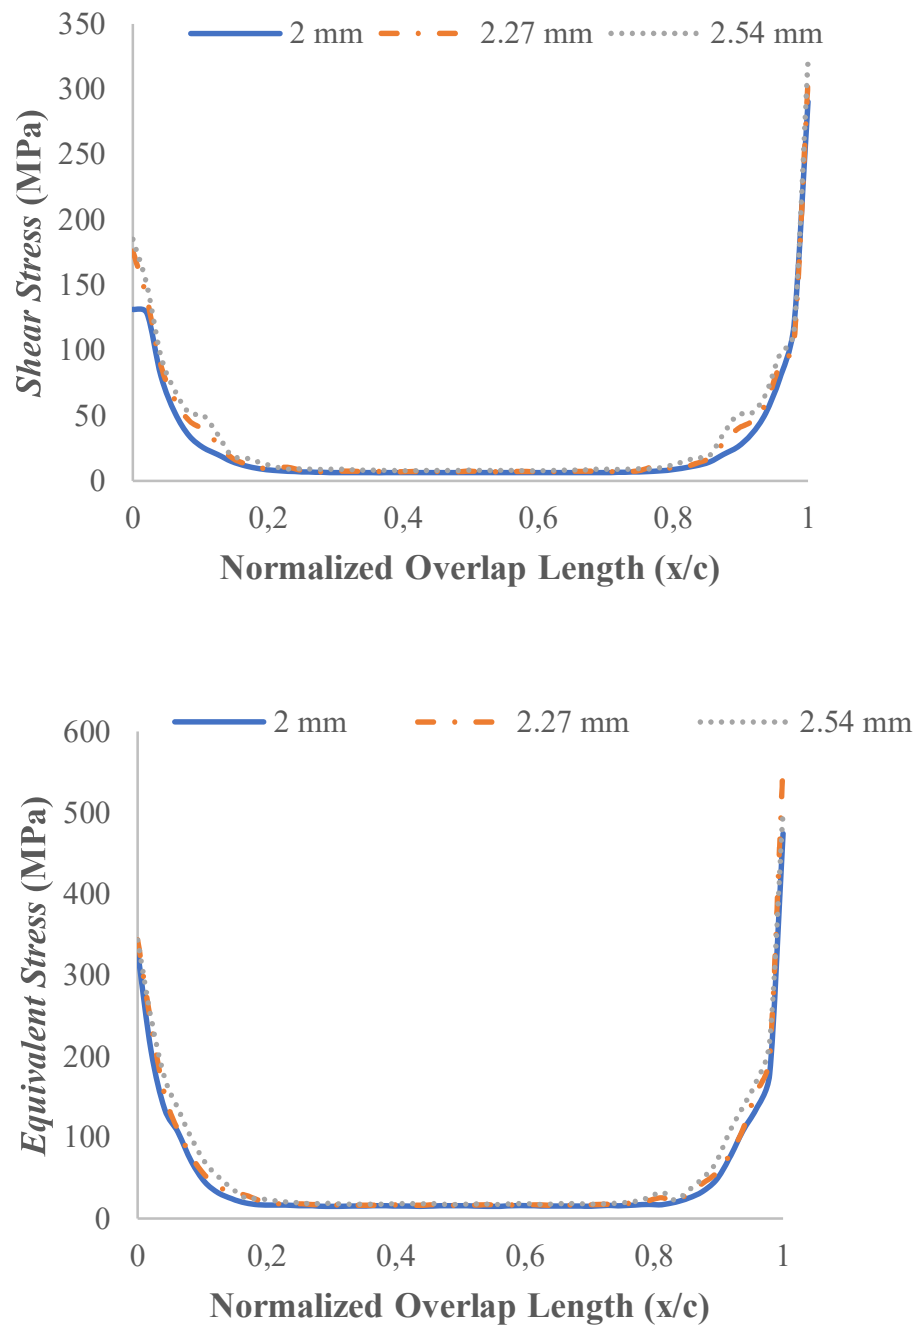 2 mm 2.27 mm 2.54 mm
350
300
250
200
150
100
50
0
Shear Stress (MPa)
0 0,2 0,4 0,6 0,8 1
Normalized Overlap Length (x/c)
2 mm 2.27 mm 2.54 mm
600
500
400
300
200
100
0
Equivalent Stress (MPa)
0 0,2 0,4 0,6 0,8 1
Normalized Overlap Length (x/c)